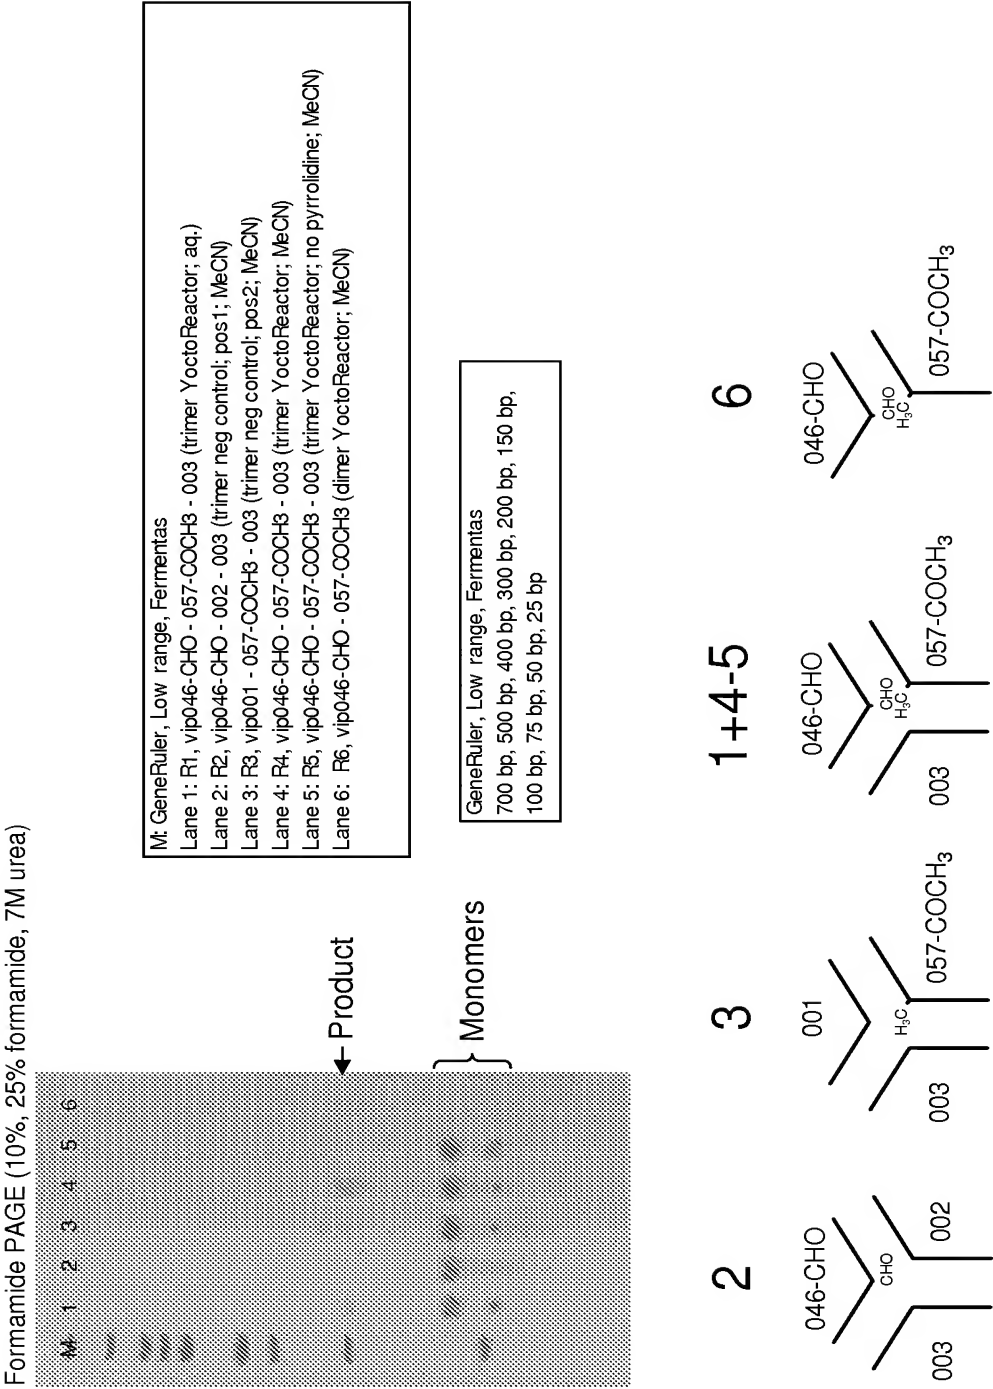 Formamide PAGE (10%, 25% formamide, 7M urea)
M 1 2 3 4 5 6
Product
Monomers
M: GeneRuler, Low range, Fermentas
Lane 1: R1, vip046-CHO - 057-COCH3 - 003 (trimer YoctoReactor; aq.)
Lane 2: R2, vip046-CHO - 002 - 003 (trimer neg control; pos1; MeCN)
Lane 3: R3, vip001 - 057-COCH3 - 003 (trimer neg control; pos2; MeCN)
Lane 4: R4, vip046-CHO - 057-COCH3 - 003 (trimer YoctoReactor; MeCN)
Lane 5: R5, vip046-CHO - 057-COCH3 - 003 (trimer YoctoReactor; no pyrrolidine; MeCN)
Lane 6: R6, vip046-CHO - 057-COCH3 (dimer YoctoReactor; MeCN)
GeneRuler, Low range, Fermentas
700 bp, 500 bp, 400 bp, 300 bp, 200 bp, 150 bp,
100 bp, 75 bp, 50 bp, 25 bp
2
046-CHO
CHO
003
002
3
001
H₃C
003
057-COCH₃
1+4-5
046-CHO
CHO
H₃C
003
057-COCH₃
6
046-CHO
CHO
H₃C
057-COCH₃